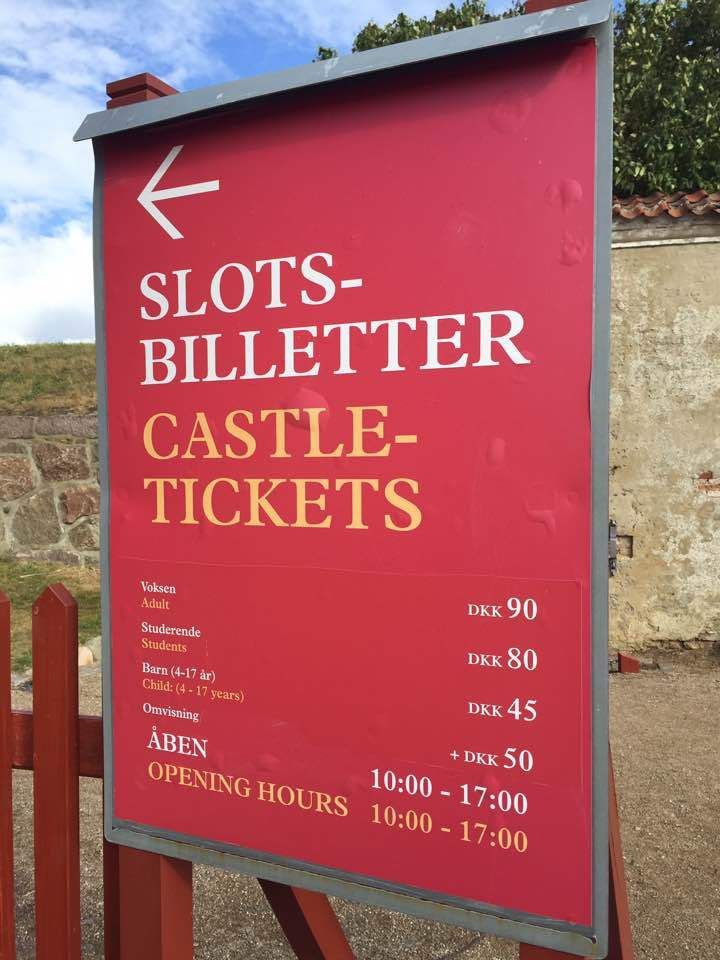 SLOTS-
BILLETTER
CASTLE-
TICKETS
Voksen
Adult
DKK 90
Studerende
Students
DKK 80
Barn (4-17 år)
Child: (4 - 17 years)
DKK 45
Omvisning
+ DKK 50
ÅBEN 10:00 - 17:00
OPENING HOURS 10:00 - 17:00